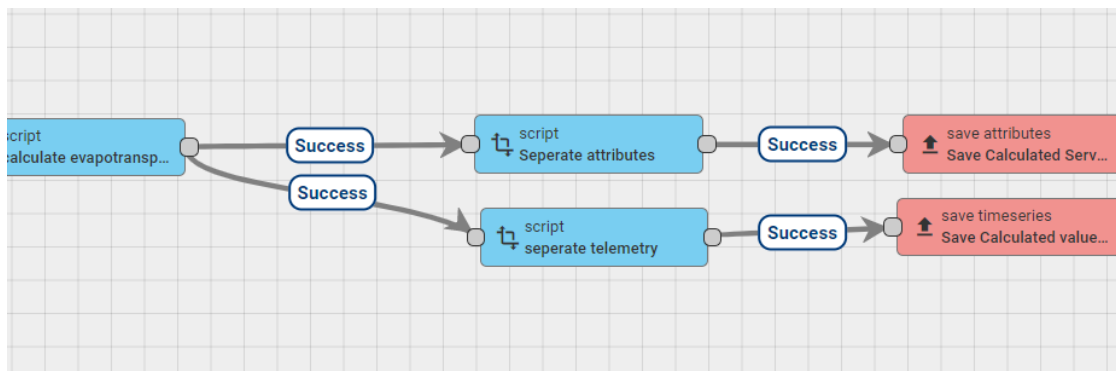 script
calculate evapotransp...
Success
Success
script
Seperate attributes
script
seperate telemetry
Success
Success
save attributes
Save Calculated Serv...
save timeseries
Save Calculated value...